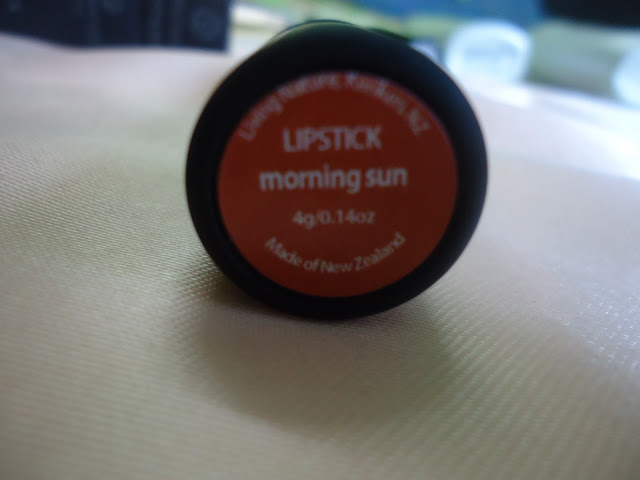 Living Nature, Kerikeri, NZ
LIPSTICK
morning sun
4g/0.14oz
Made of New Zealand